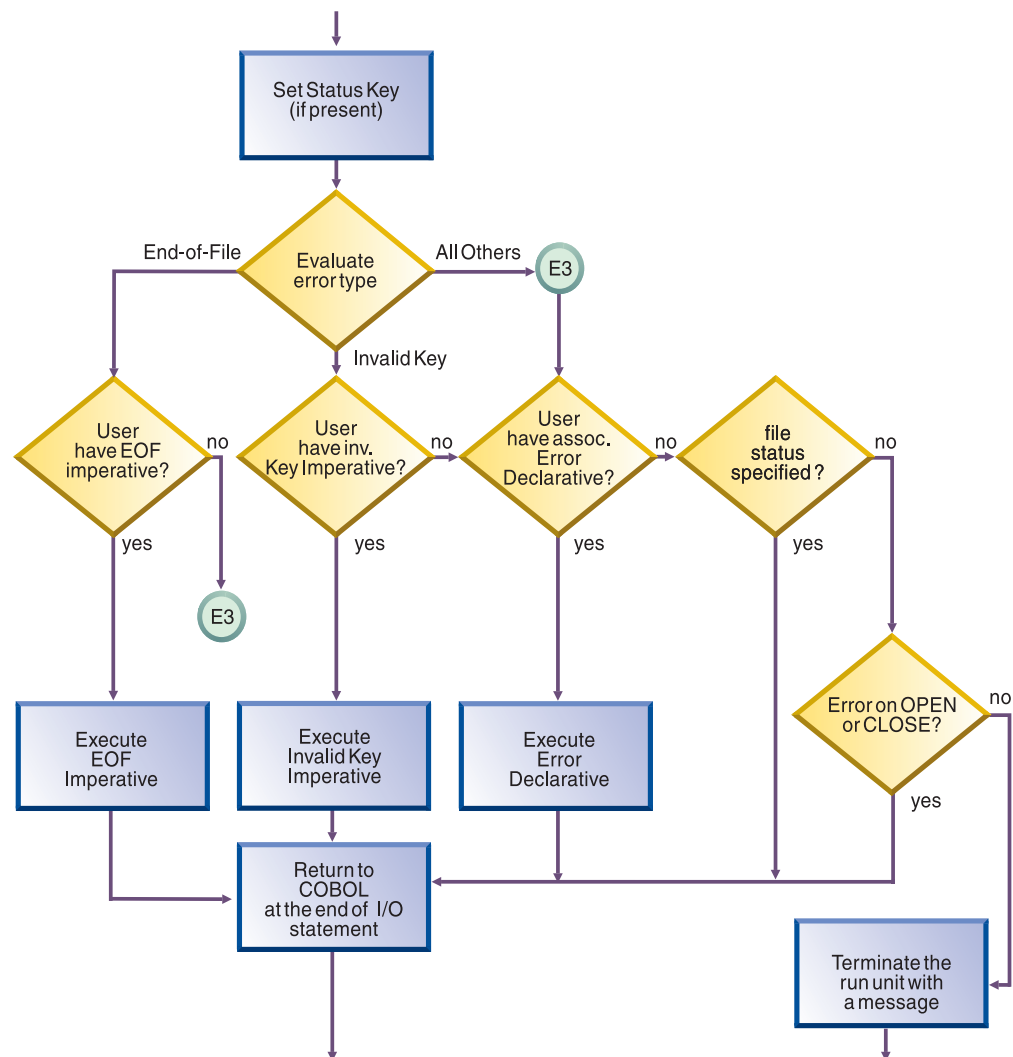 Set Status Key
(if present)
End-of-File
Evaluate
error type
All Others
E3
Invalid Key
User
have EOF
imperative?
no
yes
User
have inv.
Key Imperative?
no
yes
User
have assoc.
Error
Declarative?
no
yes
file
status
specified ?
no
yes
E3
Error on OPEN
or CLOSE?
no
yes
Execute
EOF
Imperative
Execute
Invalid Key
Imperative
Execute
Error
Declarative
Return to
COBOL
at the end of I/O
statement
Terminate the
run unit with
a message